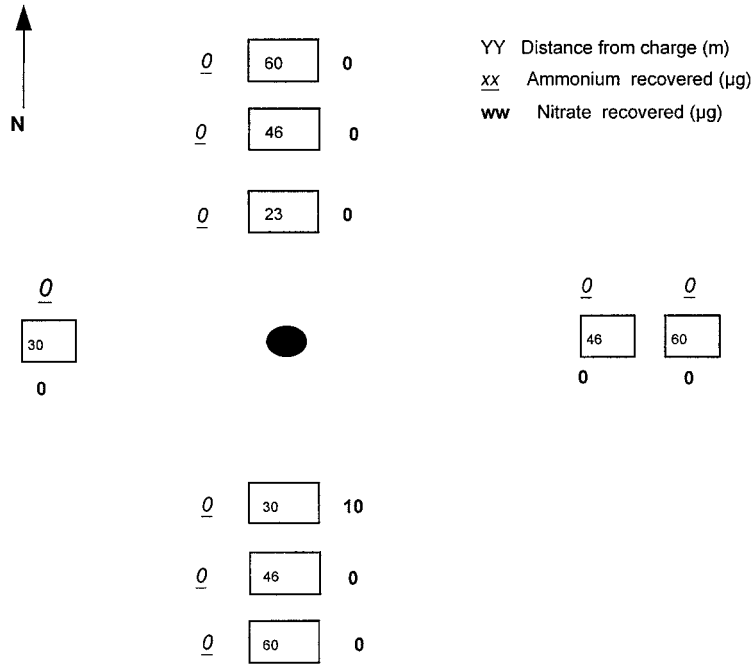 N
0 60 0
0 46 0
0 23 0
YY Distance from charge (m)
xx Ammonium recovered (µg)
ww Nitrate recovered (µg)
0
30
0
0 0
46 60
0 0
0 30 10
0 46 0
0 60 0